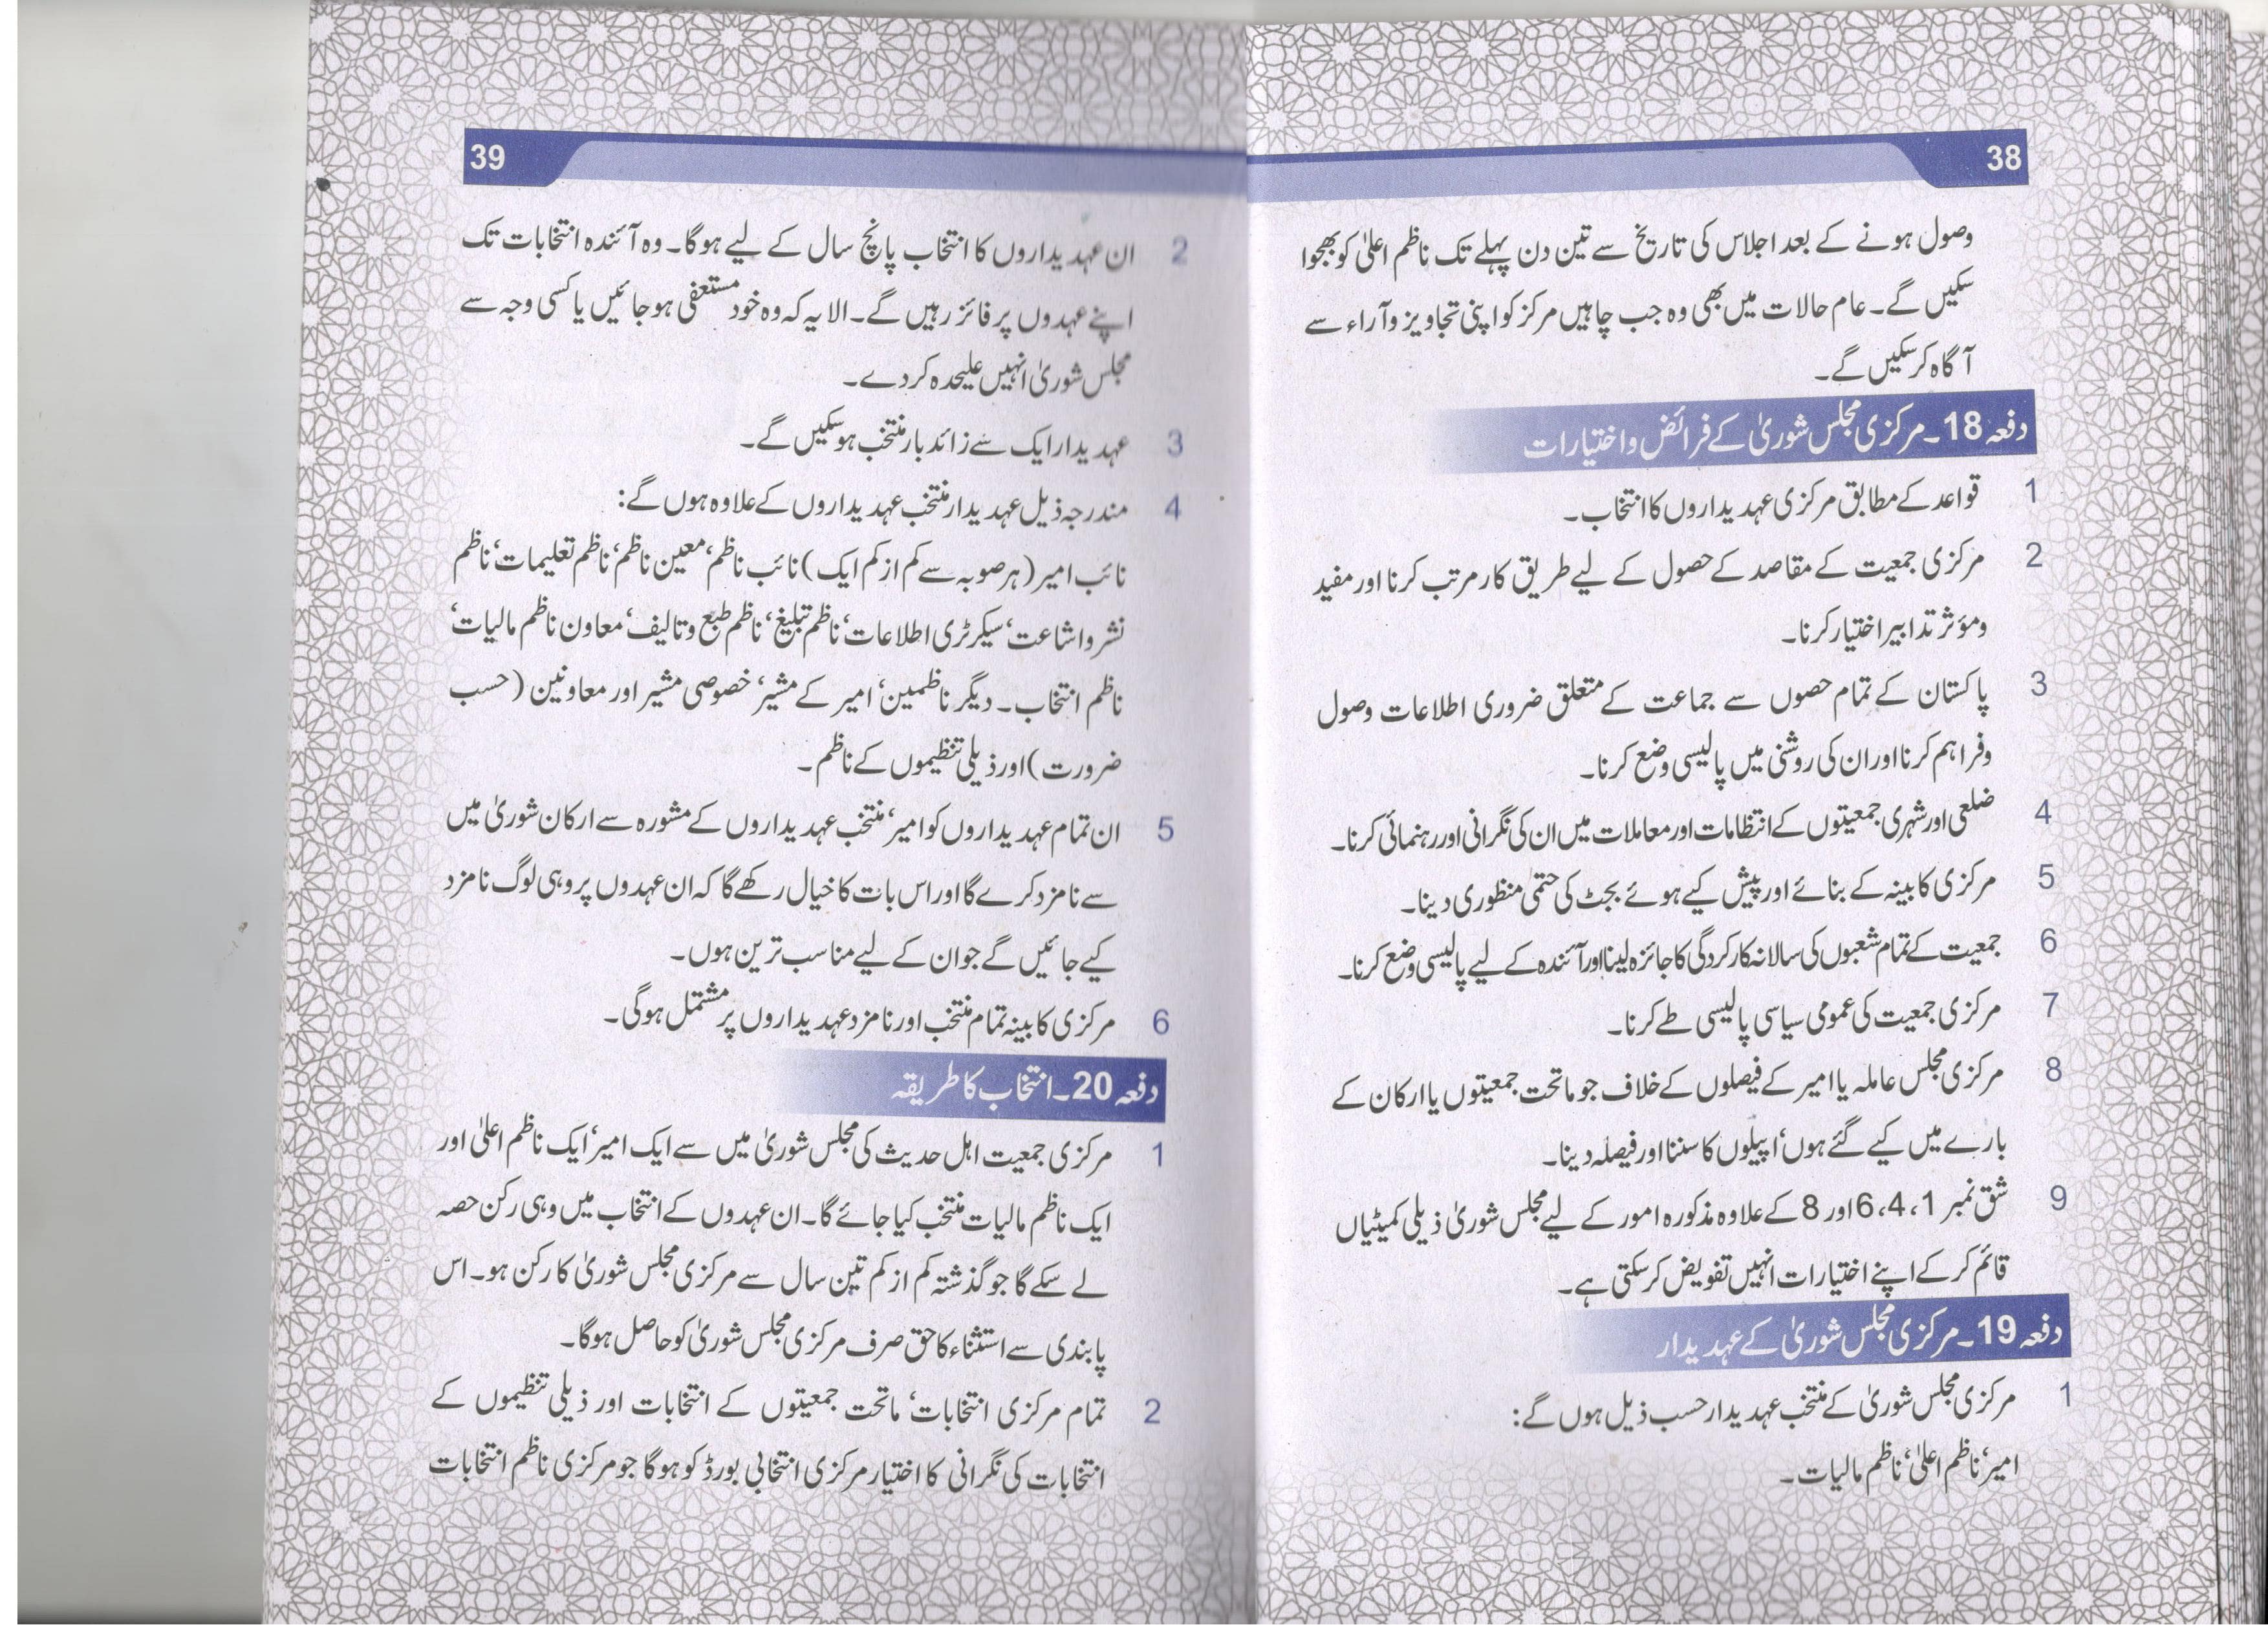 38
وصول ہونے کے بعد اجلاس کی تاریخ سے تین دن پہلے تک ناظم اعلیٰ کو بھجوا
سکیں گے۔ عام حالات میں بھی وہ جب چاہیں مرکز کو اپنی تجاویز و آراء سے
آگاہ کر سکیں گے۔
دفعہ 18۔ مرکزی مجلس شوریٰ کے فرائض و اختیارات
1 قواعد کے مطابق مرکزی عہدیداروں کا انتخاب۔
2 مرکزی جمعیت کے مقاصد کے حصول کے لیے طریق کار مرتب کرنا اور مفید
و مؤثر تدابیر اختیار کرنا۔
3 پاکستان کے تمام حصوں سے جماعت کے متعلق ضروری اطلاعات وصول
و فراہم کرنا اور ان کی روشنی میں پالیسی وضع کرنا۔
4 ضلعی اور شہری جمعیتوں کے انتظامات اور معاملات میں ان کی نگرانی اور رہنمائی کرنا۔
5 مرکزی کابینہ کے بنائے اور پیش کیے ہوئے بجٹ کی حتمی منظوری دینا۔
6 جمعیت کے تمام شعبوں کی سالانہ کارکردگی کا جائزہ لینا اور آئندہ کے لیے پالیسی وضع کرنا۔
7 مرکزی جمعیت کی عمومی سیاسی پالیسی طے کرنا۔
8 مرکزی مجلس عاملہ یا امیر کے فیصلوں کے خلاف جو ماتحت جمعیتوں یا ارکان کے
بارے میں کیے گئے ہوں‘ اپیلوں کا سننا اور فیصلہ دینا۔
9 شق نمبر 1، 4، 6 اور 8 کے علاوہ مذکورہ امور کے لیے مجلس شوریٰ ذیلی کمیٹیاں
قائم کر کے اپنے اختیارات انہیں تفویض کر سکتی ہے۔
دفعہ 19۔ مرکزی مجلس شوریٰ کے عہدیدار
1 مرکزی مجلس شوریٰ کے منتخب عہدیدار حسب ذیل ہوں گے:
امیر‘ ناظم اعلیٰ‘ ناظم مالیات۔
39
2 ان عہدیداروں کا انتخاب پانچ سال کے لیے ہوگا۔ وہ آئندہ انتخابات تک
اپنے عہدوں پر فائز رہیں گے۔ الا یہ کہ وہ خود مستعفی ہو جائیں یا کسی وجہ سے
مجلس شوریٰ انہیں علیحدہ کر دے۔
3 عہدیدار ایک سے زائد بار منتخب ہو سکیں گے۔
4 مندرجہ ذیل عہدیدار منتخب عہدیداروں کے علاوہ ہوں گے:
نائب امیر (ہر صوبہ سے کم از کم ایک) نائب ناظم‘ معین ناظم‘ ناظم تعلیمات‘ ناظم
نشر و اشاعت‘ سیکرٹری اطلاعات‘ ناظم تبلیغ‘ ناظم طبع و تالیف‘ معاون ناظم مالیات‘
ناظم انتخاب۔ دیگر ناظمین‘ امیر کے مشیر‘ خصوصی مشیر اور معاونین (حسب
ضرورت) اور ذیلی تنظیموں کے ناظم۔
5 ان تمام عہدیداروں کو امیر‘ منتخب عہدیداروں کے مشورہ سے ارکان شوریٰ میں
سے نامزد کرے گا اور اس بات کا خیال رکھے گا کہ ان عہدوں پر وہی لوگ نامزد
کیے جائیں گے جو ان کے لیے مناسب ترین ہوں۔
6 مرکزی کابینہ تمام منتخب اور نامزد عہدیداروں پر مشتمل ہوگی۔
دفعہ 20۔ انتخاب کا طریقہ
1 مرکزی جمعیت اہل حدیث کی مجلس شوریٰ میں سے ایک امیر‘ ایک ناظم اعلیٰ اور
ایک ناظم مالیات منتخب کیا جائے گا۔ ان عہدوں کے انتخاب میں وہی رکن حصہ
لے سکے گا جو گذشتہ کم از کم تین سال سے مرکزی مجلس شوریٰ کا رکن ہو۔ اس
پابندی سے استثناء کا حق صرف مرکزی مجلس شوریٰ کو حاصل ہوگا۔
2 تمام مرکزی انتخابات‘ ماتحت جمعیتوں کے انتخابات اور ذیلی تنظیموں کے
انتخابات کی نگرانی کا اختیار مرکزی انتخابی بورڈ کو ہوگا جو مرکزی ناظم انتخابات